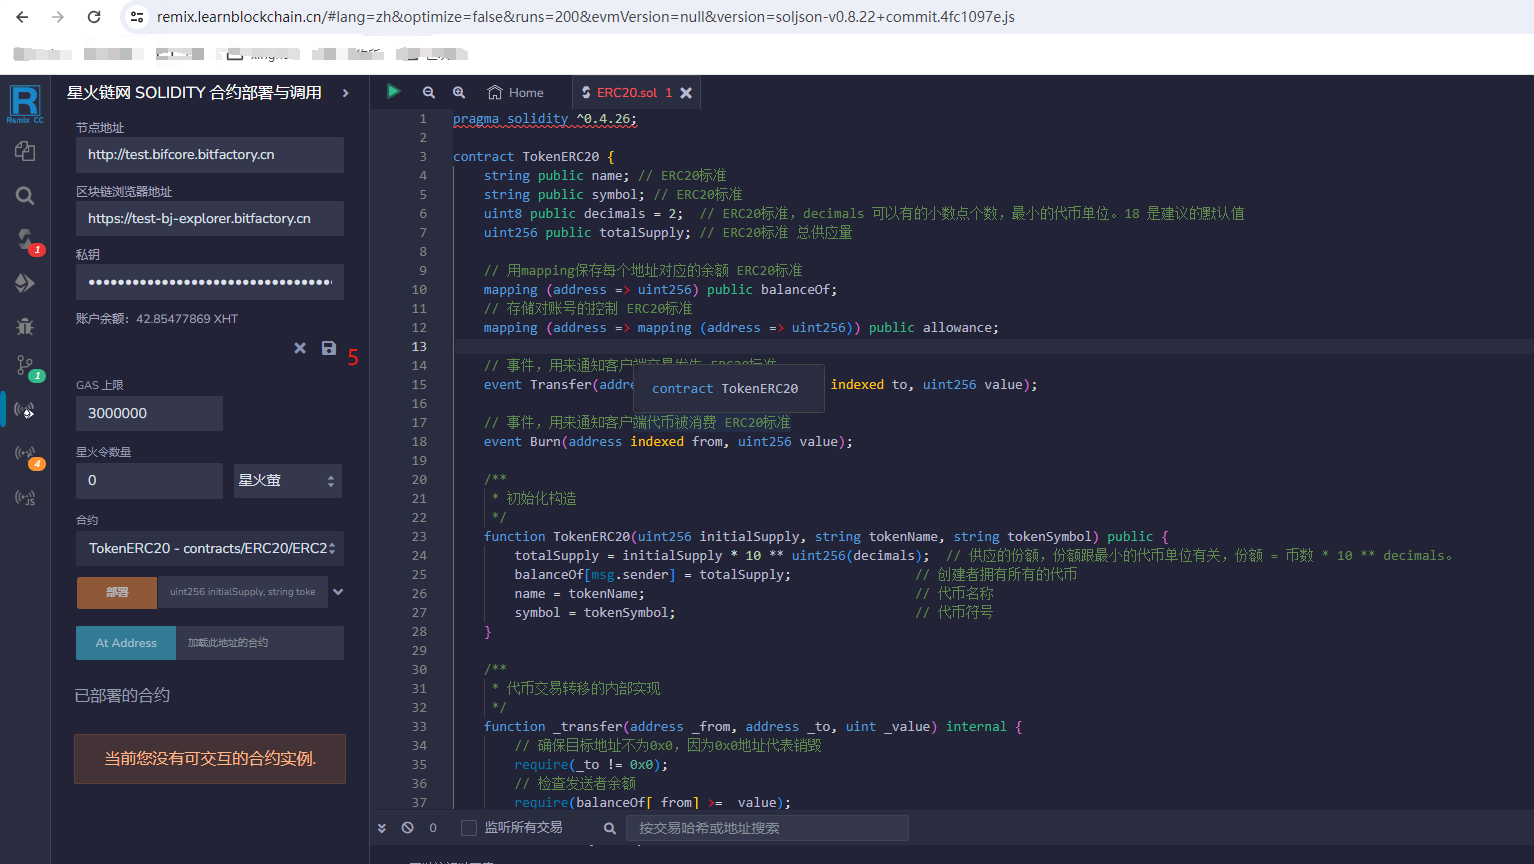 remix.learnblockchain.cn/#lang=zh&optimize=false&runs=200&evmVersion=null&version=soljson-v0.8.22+commit.4fc1097e.js
Remix CC
1
1
4
JS
星火链网 SOLIDITY 合约部署与调用
节点地址
http://test.bifcore.bitfactory.cn
区块链浏览器地址
https://test-bj-explorer.bitfactory.cn
私钥
账户余额: 42.85477869 XHT
5
GAS 上限
3000000
星火令数量
0 星火萤
合约
TokenERC20 - contracts/ERC20/ERC2
部署 uint256 initialSupply, string toke
At Address 加载此地址的合约
已部署的合约
当前您没有可交互的合约实例.
Home ERC20.sol 1
1 pragma solidity ^0.4.26;
2
3 contract TokenERC20 {
4 string public name; // ERC20标准
5 string public symbol; // ERC20标准
6 uint8 public decimals = 2; // ERC20标准，decimals 可以有的小数点个数，最小的代币单位。18 是建议的默认值
7 uint256 public totalSupply; // ERC20标准 总供应量
8
9 // 用mapping保存每个地址对应的余额 ERC20标准
10 mapping (address => uint256) public balanceOf;
11 // 存储对账号的控制 ERC20标准
12 mapping (address => mapping (address => uint256)) public allowance;
13
14 // 事件，用来通知客户端交易发生 ERC20标准
15 event Transfer(addre indexed to, uint256 value);
contract TokenERC20
16
17 // 事件，用来通知客户端代币被消费 ERC20标准
18 event Burn(address indexed from, uint256 value);
19
20 /**
21 * 初始化构造
22 */
23 function TokenERC20(uint256 initialSupply, string tokenName, string tokenSymbol) public {
24 totalSupply = initialSupply * 10 ** uint256(decimals); // 供应的份额，份额跟最小的代币单位有关，份额 = 币数 * 10 ** decimals。
25 balanceOf[msg.sender] = totalSupply; // 创建者拥有所有的代币
26 name = tokenName; // 代币名称
27 symbol = tokenSymbol; // 代币符号
28 }
29
30 /**
31 * 代币交易转移的内部实现
32 */
33 function _transfer(address _from, address _to, uint _value) internal {
34 // 确保目标地址不为0x0，因为0x0地址代表销毁
35 require(_to != 0x0);
36 // 检查发送者余额
37 require(balanceOf[_from] >= _value);
0 监听所有交易 按交易哈希或地址搜索